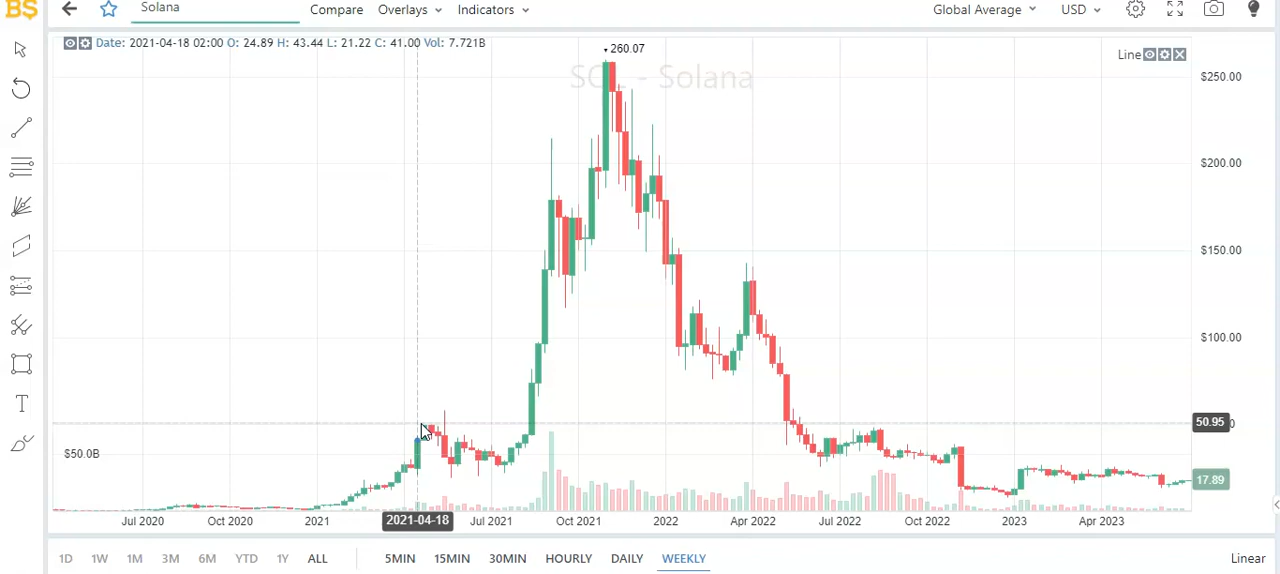 BS Solana Compare Overlays Indicators Global Average USD
Date: 2021-04-18 02:00 O: 24.89 H: 43.44 L: 21.22 C: 41.00 Vol: 7.721B
260.07
Line
SOL - Solana
$250.00
$200.00
$150.00
$100.00
50.95
$50.0B
17.89
Jul 2020 Oct 2020 2021 2021-04-18 Jul 2021 Oct 2021 2022 Apr 2022 Jul 2022 Oct 2022 2023 Apr 2023
1D 1W 1M 3M 6M YTD 1Y ALL 5MIN 15MIN 30MIN HOURLY DAILY WEEKLY Linear
T